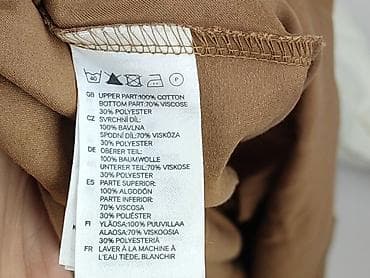 40
P
GB UPPER PART:100% COTTON
BOTTOM PART:70% VISCOSE
30% POLYESTER
CZ SVRCHNÍ DÍL:
100% BAVLNA
SPODNÍ DÍL:70% VISKÓZA
30% POLYESTER
DE OBERER TEIL:
100% BAUMWOLLE
UNTERER TEIL:70% VISKOSE
30% POLYESTER
ES PARTE SUPERIOR:
100% ALGODÓN
PARTE INFERIOR:
70% VISCOSA
30% POLIÉSTER
FI YLÄOSA:100% PUUVILLAA
ALAOSA:70% VISKOOSIA
30% POLYESTERIÄ
FR LAVER À LA MACHINE À
L'EAU TIÈDE, BLANCHIR